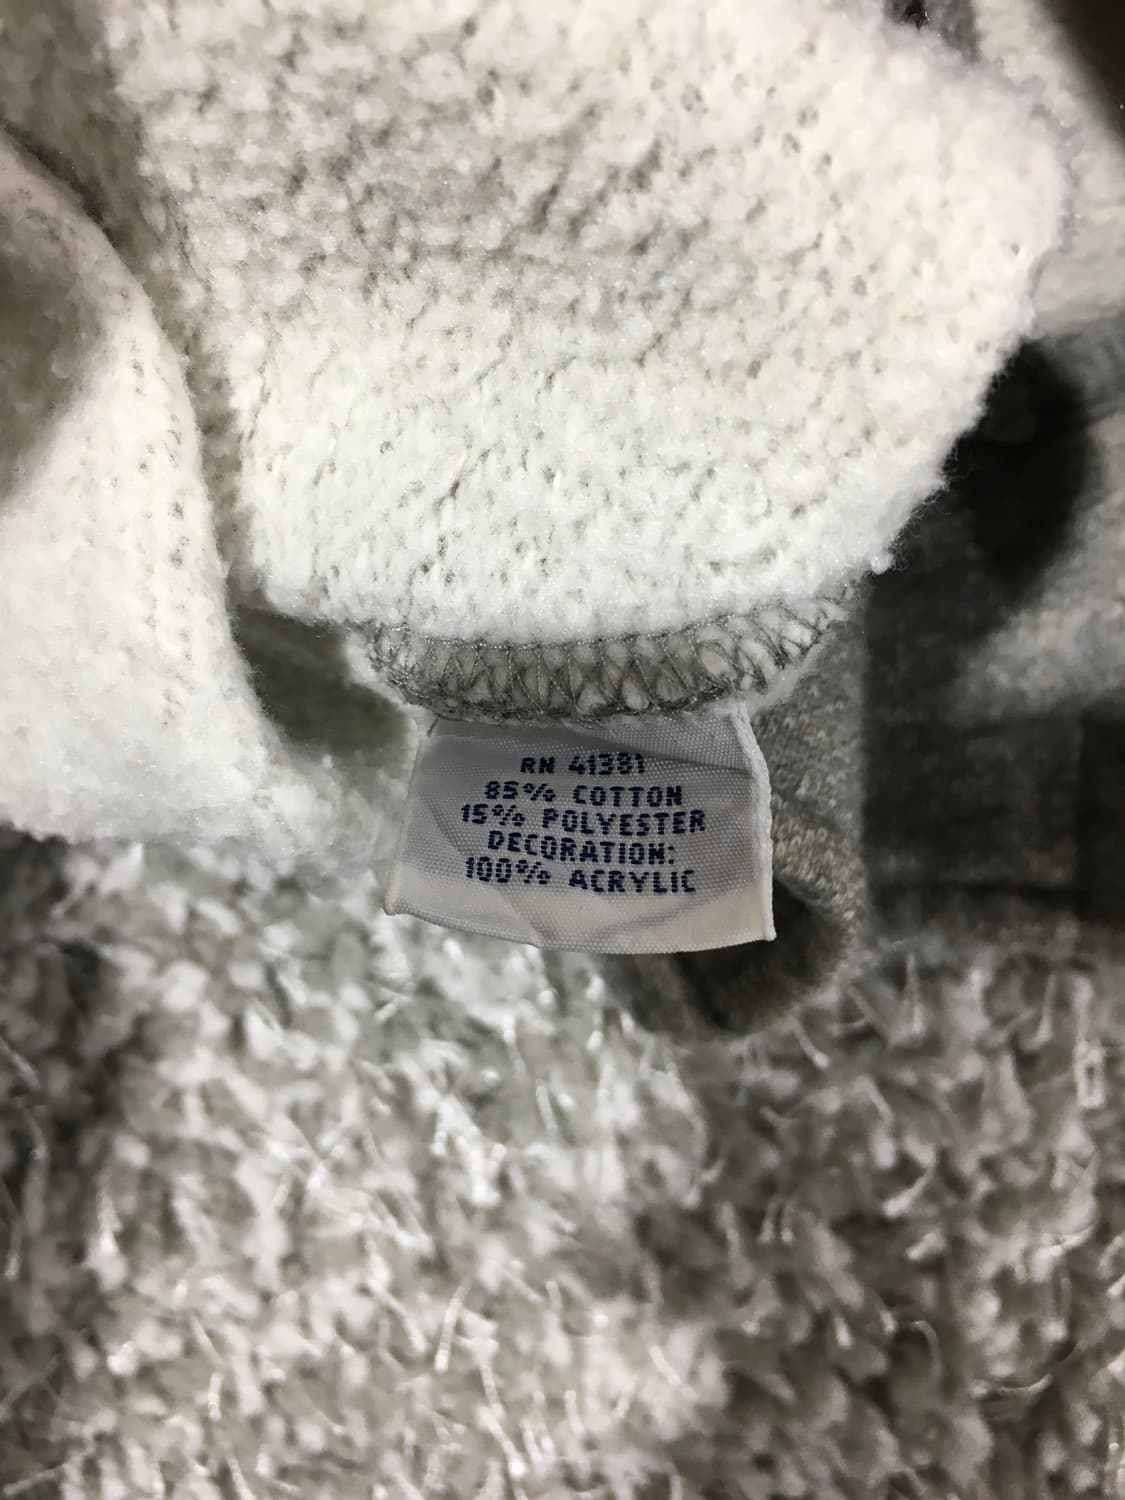 RN 41381
85% COTTON
15% POLYESTER
DECORATION:
100% ACRYLIC